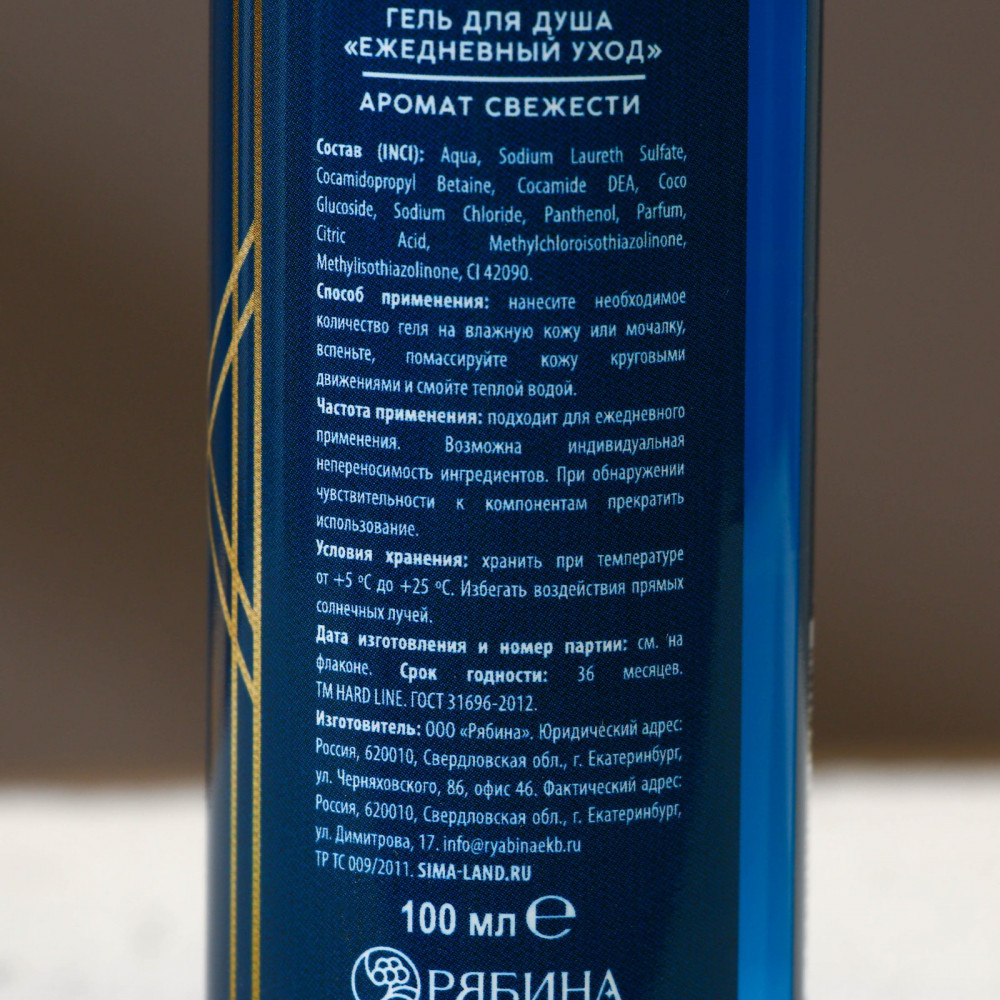 ГЕЛЬ ДЛЯ ДУША
«ЕЖЕДНЕВНЫЙ УХОД»
АРОМАТ СВЕЖЕСТИ
Состав (INCI): Aqua, Sodium Laureth Sulfate,
Cocamidopropyl Betaine, Cocamide DEA, Coco
Glucoside, Sodium Chloride, Panthenol, Parfum,
Citric Acid, Methylchloroisothiazolinone,
Methylisothiazolinone, CI 42090.
Способ применения: нанесите необходимое
количество геля на влажную кожу или мочалку,
вспеньте, помассируйте кожу круговыми
движениями и смойте теплой водой.
Частота применения: подходит для ежедневного
применения. Возможна индивидуальная
непереносимость ингредиентов. При обнаружении
чувствительности к компонентам прекратить
использование.
Условия хранения: хранить при температуре
от +5 ºC до +25 ºC. Избегать воздействия прямых
солнечных лучей.
Дата изготовления и номер партии: см. на
флаконе. Срок годности: 36 месяцев.
ТМ HARD LINE. ГОСТ 31696-2012.
Изготовитель: ООО «Рябина». Юридический адрес:
Россия, 620010, Свердловская обл., г. Екатеринбург,
ул. Черняховского, 86, офис 46. Фактический адрес:
Россия, 620010, Свердловская обл., г. Екатеринбург,
ул. Димитрова, 17. info@ryabinaekb.ru
ТР ТС 009/2011. SIMA-LAND.RU
100 мл ℮
РЯБИНА